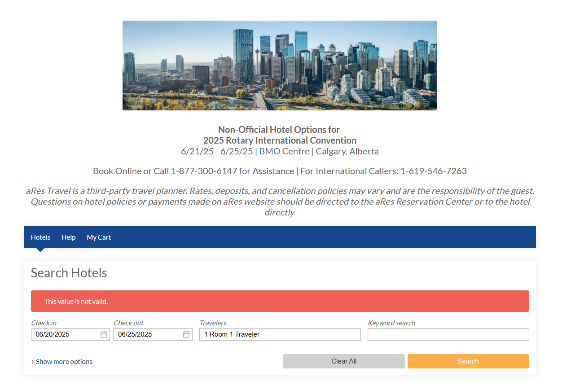 Non-Official Hotel Options for
2025 Rotary International Convention
6/21/25 - 6/25/25 | BMO Centre | Calgary, Alberta
Book Online or Call 1-877-300-6147 for Assistance | For International Callers: 1-619-546-7263
aRes Travel is a third-party travel planner. Rates, deposits, and cancellation policies may vary and are the responsibility of the guest.
Questions on hotel policies or payments made on aRes website should be directed to the aRes Reservation Center or to the hotel
directly.
Hotels Help My Cart
Search Hotels
This value is not valid.
Check in Check out Travelers Keyword search
06/20/2025 06/25/2025 1 Room 1 Traveler
+ Show more options Clear All Search